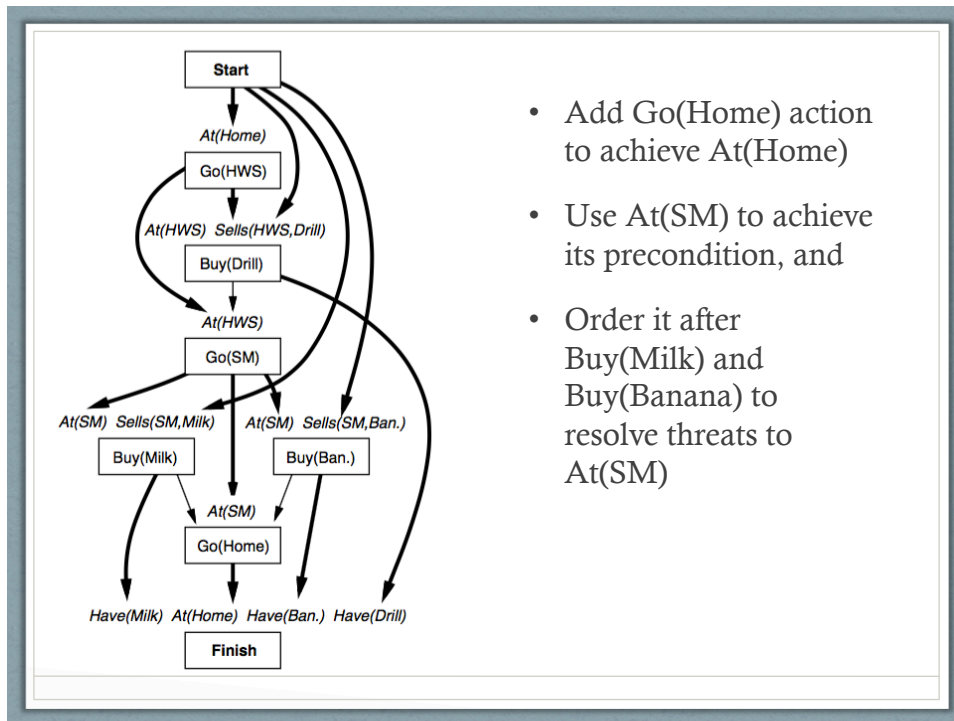 Start
At(Home)
Go(HWS)
At(HWS) Sells(HWS,Drill)
Buy(Drill)
At(HWS)
Go(SM)
At(SM) Sells(SM,Milk) At(SM) Sells(SM,Ban.)
Buy(Milk) Buy(Ban.)
At(SM)
Go(Home)
Have(Milk) At(Home) Have(Ban.) Have(Drill)
Finish
• Add Go(Home) action
to achieve At(Home)
• Use At(SM) to achieve
its precondition, and
• Order it after
Buy(Milk) and
Buy(Banana) to
resolve threats to
At(SM)